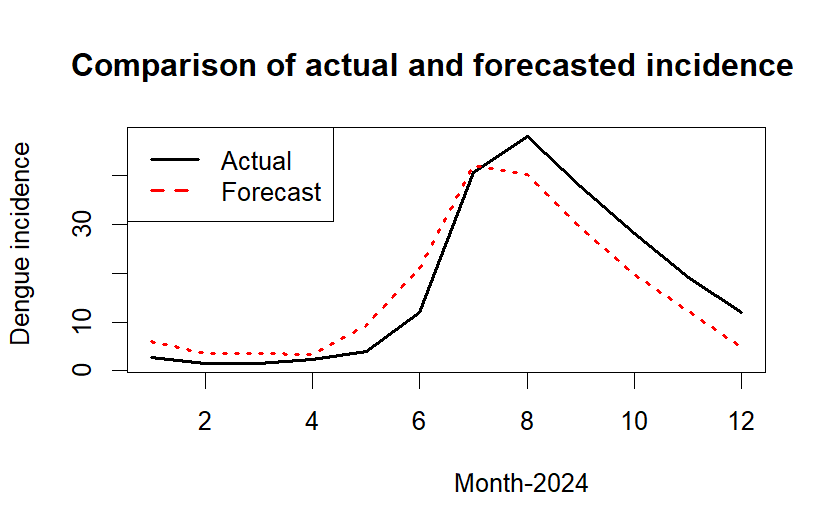 Comparison of actual and forecasted incidence
Actual
Forecast
Dengue incidence
30
10
0
2 4 6 8 10 12
Month-2024